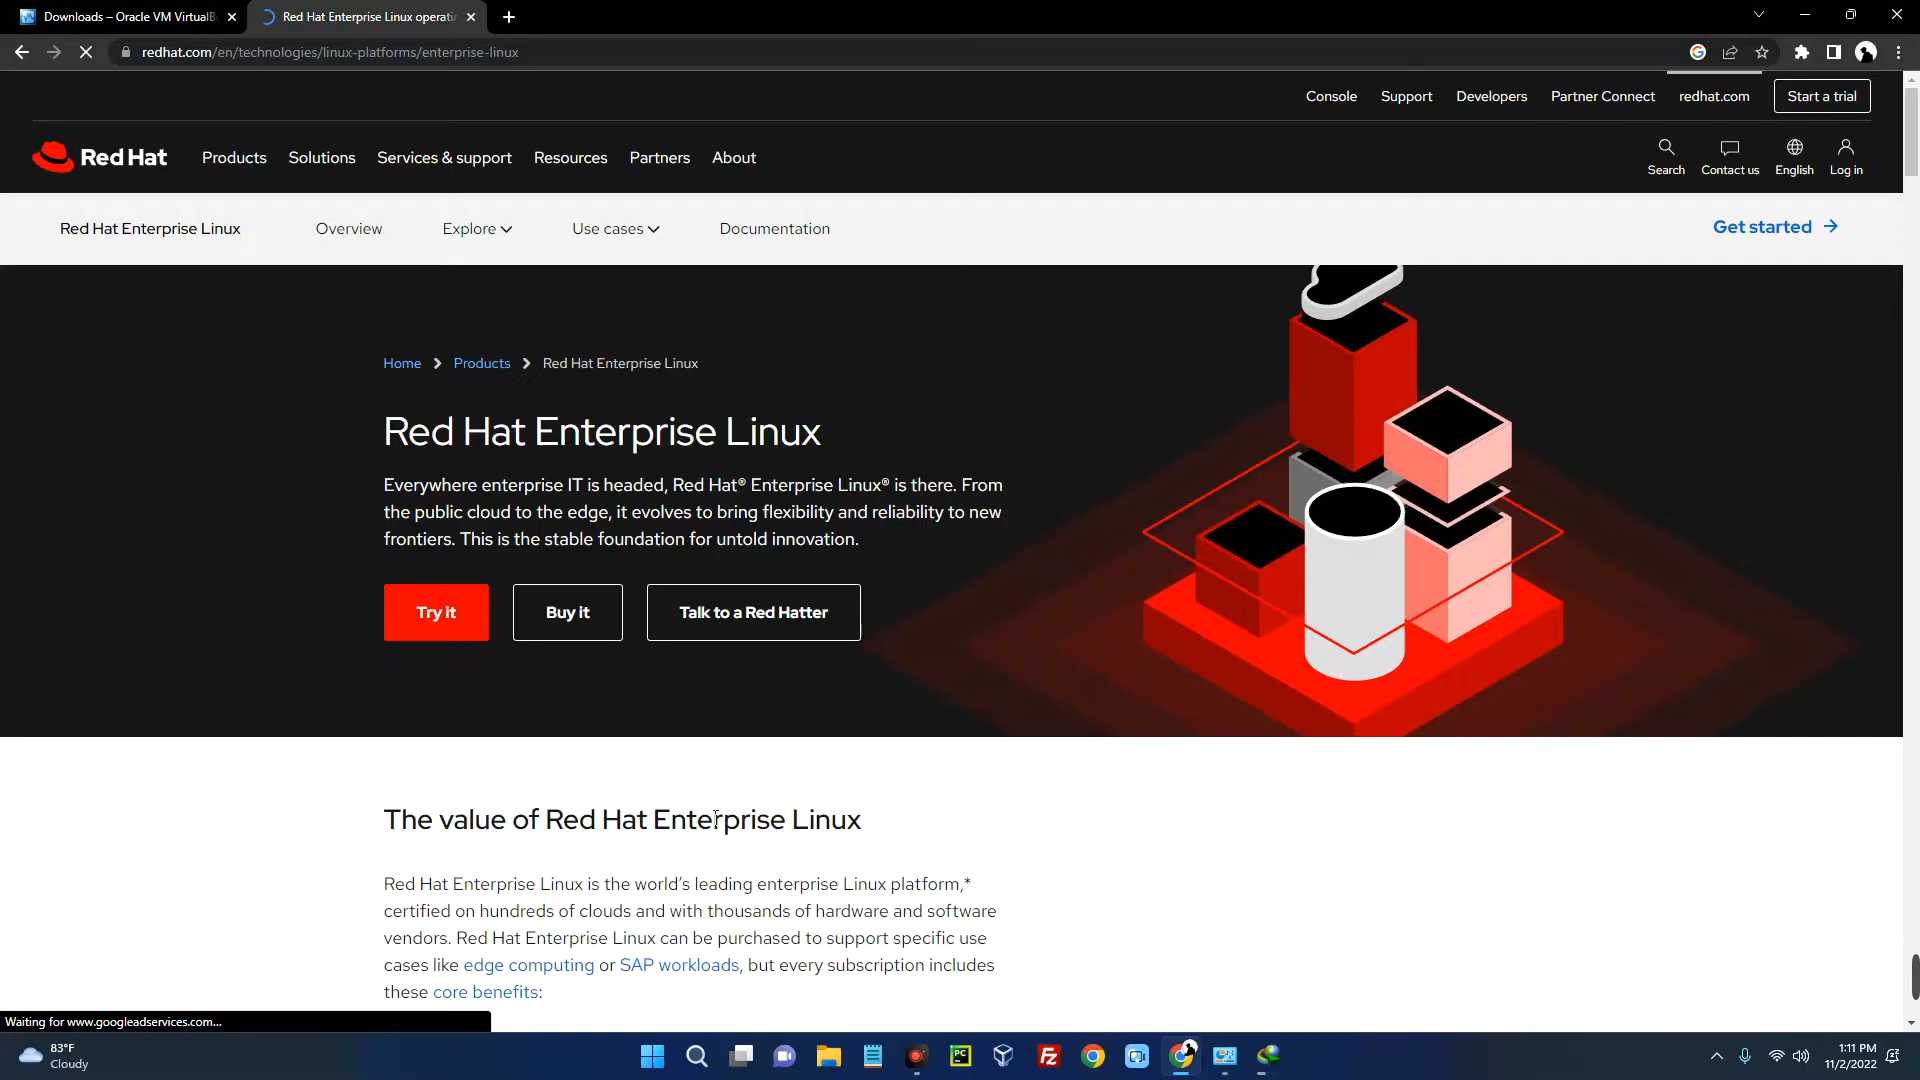 Downloads – Oracle VM VirtualB
Red Hat Enterprise Linux operati
redhat.com/en/technologies/linux-platforms/enterprise-linux
Console Support Developers Partner Connect redhat.com Start a trial
Red Hat Products Solutions Services & support Resources Partners About
Search Contact us English Log in
Red Hat Enterprise Linux Overview Explore Use cases Documentation Get started
Home Products Red Hat Enterprise Linux
Red Hat Enterprise Linux
Everywhere enterprise IT is headed, Red Hat® Enterprise Linux® is there. From
the public cloud to the edge, it evolves to bring flexibility and reliability to new
frontiers. This is the stable foundation for untold innovation.
Try it Buy it Talk to a Red Hatter
The value of Red Hat Enterprise Linux
Red Hat Enterprise Linux is the world’s leading enterprise Linux platform,*
certified on hundreds of clouds and with thousands of hardware and software
vendors. Red Hat Enterprise Linux can be purchased to support specific use
cases like edge computing or SAP workloads, but every subscription includes
these core benefits:
Waiting for www.googleadservices.com...
83°F
Cloudy
PC
Fz
1:11 PM
11/2/2022